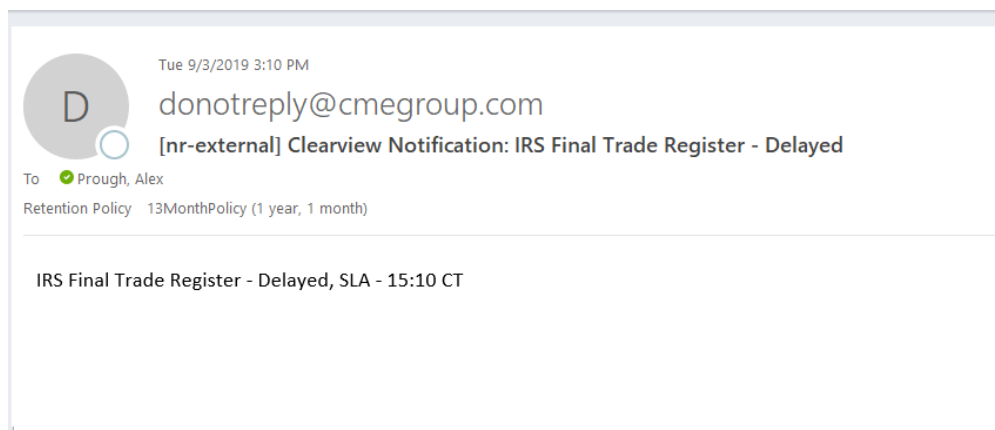 Tue 9/3/2019 3:10 PM
D
donotreply@cmegroup.com
[nr-external] Clearview Notification: IRS Final Trade Register - Delayed
To Prough, Alex
Retention Policy 13MonthPolicy (1 year, 1 month)
IRS Final Trade Register - Delayed, SLA - 15:10 CT